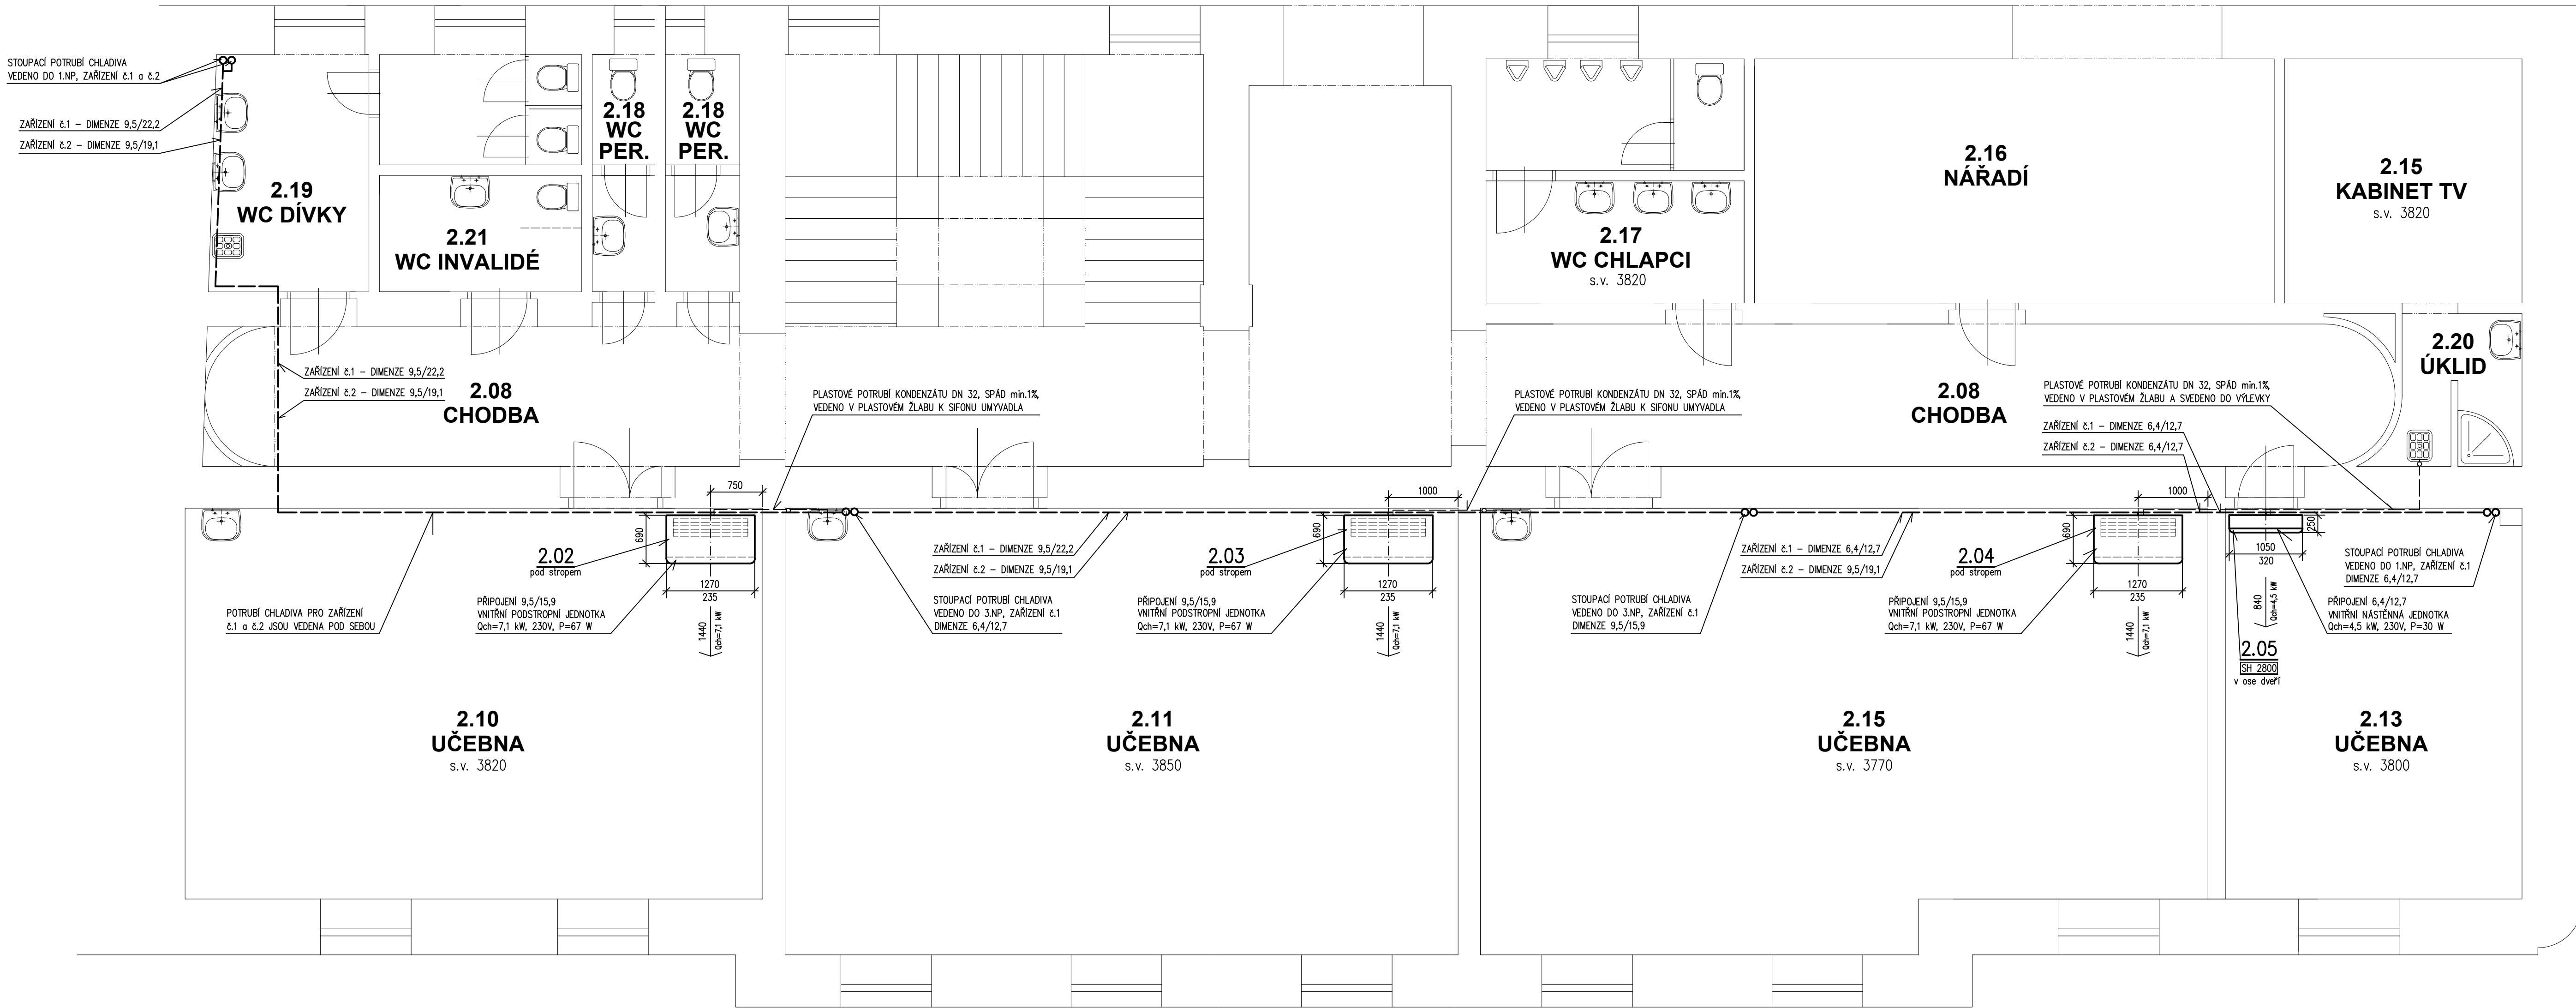 STOUPACÍ POTRUBÍ CHLADIVA
VEDENO DO 1.NP, ZAŘÍZENÍ č.1 a č.2
ZAŘÍZENÍ č.1 – DIMENZE 9,5/22,2
ZAŘÍZENÍ č.2 – DIMENZE 9,5/19,1
2.19
WC DÍVKY
2.21
WC INVALIDÉ
2.18
WC
PER.
2.18
WC
PER.
2.17
WC CHLAPCI
s.v. 3820
2.16
NÁŘADÍ
2.15
KABINET TV
s.v. 3820
2.20
ÚKLID
ZAŘÍZENÍ č.1 – DIMENZE 9,5/22,2
ZAŘÍZENÍ č.2 – DIMENZE 9,5/19,1
2.08
CHODBA
PLASTOVÉ POTRUBÍ KONDENZÁTU DN 32, SPÁD min.1%,
VEDENO V PLASTOVÉM ŽLABU K SIFONU UMYVADLA
PLASTOVÉ POTRUBÍ KONDENZÁTU DN 32, SPÁD min.1%,
VEDENO V PLASTOVÉM ŽLABU K SIFONU UMYVADLA
2.08
CHODBA
PLASTOVÉ POTRUBÍ KONDENZÁTU DN 32, SPÁD min.1%,
VEDENO V PLASTOVÉM ŽLABU A SVEDENO DO VÝLEVKY
ZAŘÍZENÍ č.1 – DIMENZE 6,4/12,7
ZAŘÍZENÍ č.2 – DIMENZE 6,4/12,7
750
1000
1000
POTRUBÍ CHLADIVA PRO ZAŘÍZENÍ
č.1 a č.2 JSOU VEDENA POD SEBOU
2.02
pod stropem
690
1270
235
PŘIPOJENÍ 9,5/15,9
VNITŘNÍ PODSTROPNÍ JEDNOTKA
Qch=7,1 kW, 230V, P=67 W
1440
Qch=7,1 kW
ZAŘÍZENÍ č.1 – DIMENZE 9,5/22,2
ZAŘÍZENÍ č.2 – DIMENZE 9,5/19,1
STOUPACÍ POTRUBÍ CHLADIVA
VEDENO DO 3.NP, ZAŘÍZENÍ č.1
DIMENZE 6,4/12,7
2.03
pod stropem
690
1270
235
PŘIPOJENÍ 9,5/15,9
VNITŘNÍ PODSTROPNÍ JEDNOTKA
Qch=7,1 kW, 230V, P=67 W
1440
Qch=7,1 kW
ZAŘÍZENÍ č.1 – DIMENZE 6,4/12,7
ZAŘÍZENÍ č.2 – DIMENZE 9,5/19,1
STOUPACÍ POTRUBÍ CHLADIVA
VEDENO DO 3.NP, ZAŘÍZENÍ č.1
DIMENZE 9,5/15,9
2.04
pod stropem
690
1270
235
PŘIPOJENÍ 9,5/15,9
VNITŘNÍ PODSTROPNÍ JEDNOTKA
Qch=7,1 kW, 230V, P=67 W
1440
Qch=7,1 kW
250
1050
320
840
Qch=4,5 kW
STOUPACÍ POTRUBÍ CHLADIVA
VEDENO DO 1.NP, ZAŘÍZENÍ č.1
DIMENZE 6,4/12,7
PŘIPOJENÍ 6,4/12,7
VNITŘNÍ NÁSTĚNNÁ JEDNOTKA
Qch=4,5 kW, 230V, P=30 W
2.05
SH 2800
v ose dveří
2.10
UČEBNA
s.v. 3820
2.11
UČEBNA
s.v. 3850
2.15
UČEBNA
s.v. 3770
2.13
UČEBNA
s.v. 3800